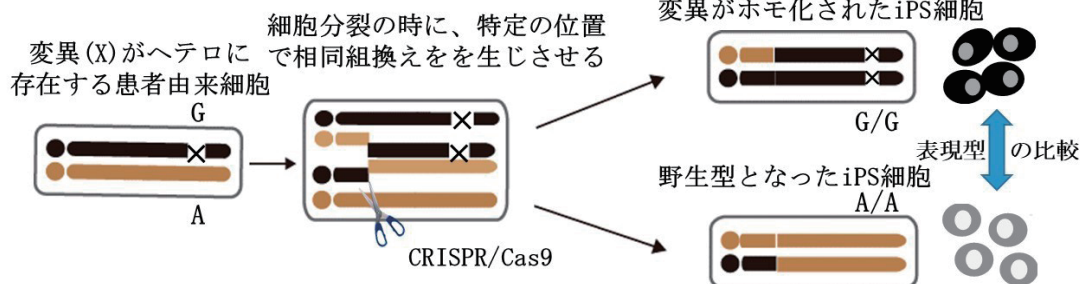 変異(X)がヘテロに
存在する患者由来細胞
G
X
A
細胞分裂の時に、特定の位置
で相同組換えをを生じさせる
X
X
CRISPR/Cas9
変異がホモ化されたiPS細胞
X
X
G/G
表現型 の比較
野生型となったiPS細胞
A/A